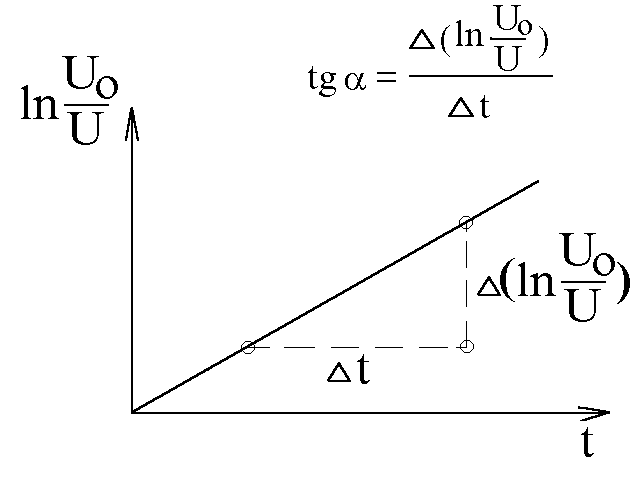 ln U₀/U
tg α = Δ(ln U₀/U) / Δt
Δ(ln U₀/U)
Δt
t